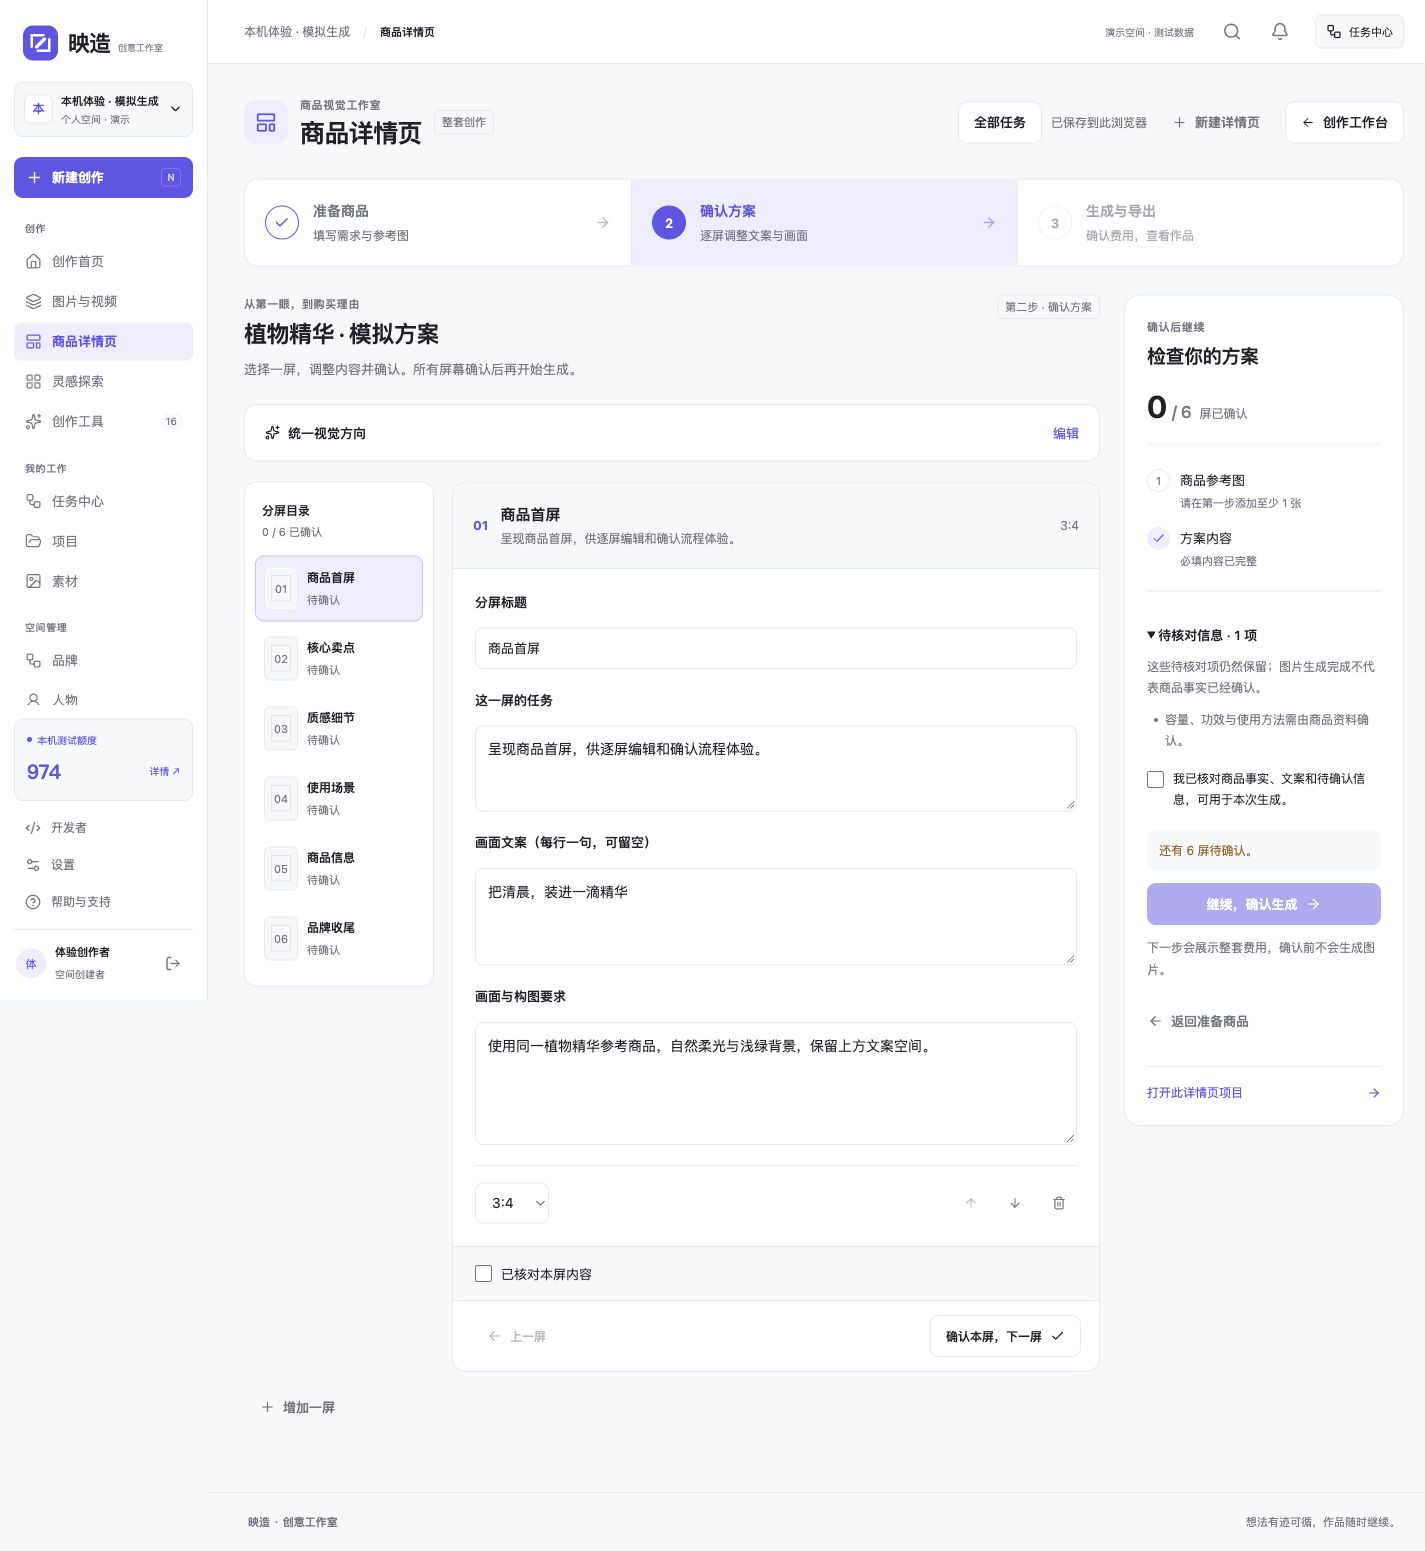 映造 创意工作室
本
本机体验 · 模拟生成
个人空间 · 演示
新建创作 N
创作
创作首页
图片与视频
商品详情页
灵感探索
创作工具 16
我的工作
任务中心
项目
素材
空间管理
品牌
人物
本机测试额度
974 详情 ↗
开发者
设置
帮助与支持
体
体验创作者
空间创建者
本机体验 · 模拟生成 / 商品详情页
演示空间 · 测试数据
任务中心
商品视觉工作室
商品详情页
整套创作
全部任务
已保存到此浏览器
+ 新建详情页
← 创作工作台
准备商品
填写需求与参考图
2
确认方案
逐屏调整文案与画面
3
生成与导出
确认费用，查看作品
从第一眼，到购买理由
植物精华 · 模拟方案
选择一屏，调整内容并确认。所有屏幕确认后再开始生成。
第二步 · 确认方案
统一视觉方向
编辑
分屏目录
0 / 6 已确认
01
商品首屏
待确认
02
核心卖点
待确认
03
质感细节
待确认
04
使用场景
待确认
05
商品信息
待确认
06
品牌收尾
待确认
01
商品首屏
呈现商品首屏，供逐屏编辑和确认流程体验。
3:4
分屏标题
商品首屏
这一屏的任务
呈现商品首屏，供逐屏编辑和确认流程体验。
画面文案（每行一句，可留空）
把清晨，装进一滴精华
画面与构图要求
使用同一植物精华参考商品，自然柔光与浅绿背景，保留上方文案空间。
3:4
已核对本屏内容
← 上一屏
确认本屏，下一屏
+ 增加一屏
确认后继续
检查你的方案
0 / 6 屏已确认
1
商品参考图
请在第一步添加至少 1 张
方案内容
必填内容已完整
▼待核对信息 · 1 项
这些待核对项仍然保留；图片生成完成不代
表商品事实已经确认。
• 容量、功效与使用方法需由商品资料确
认。
我已核对商品事实、文案和待确认信
息，可用于本次生成。
还有 6 屏待确认。
继续，确认生成 →
下一步会展示整套费用，确认前不会生成图
片。
← 返回准备商品
打开此详情页项目 →
映造 · 创意工作室
想法有迹可循，作品随时继续。